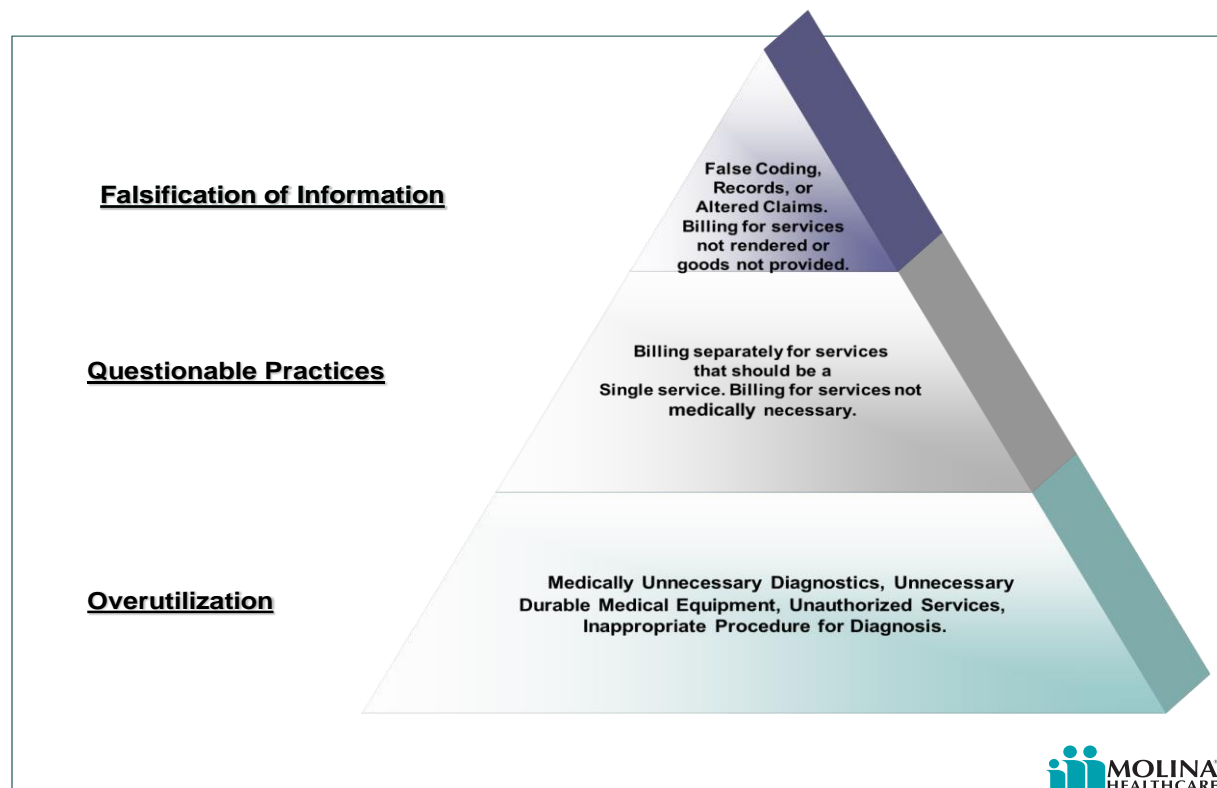 Falsification of Information
False Coding,
Records, or
Altered Claims.
Billing for services
not rendered or
goods not provided.
Questionable Practices
Billing separately for services
that should be a
Single service. Billing for services not
medically necessary.
Overutilization
Medically Unnecessary Diagnostics, Unnecessary
Durable Medical Equipment, Unauthorized Services,
Inappropriate Procedure for Diagnosis.
MOLINA
HEALTHCARE